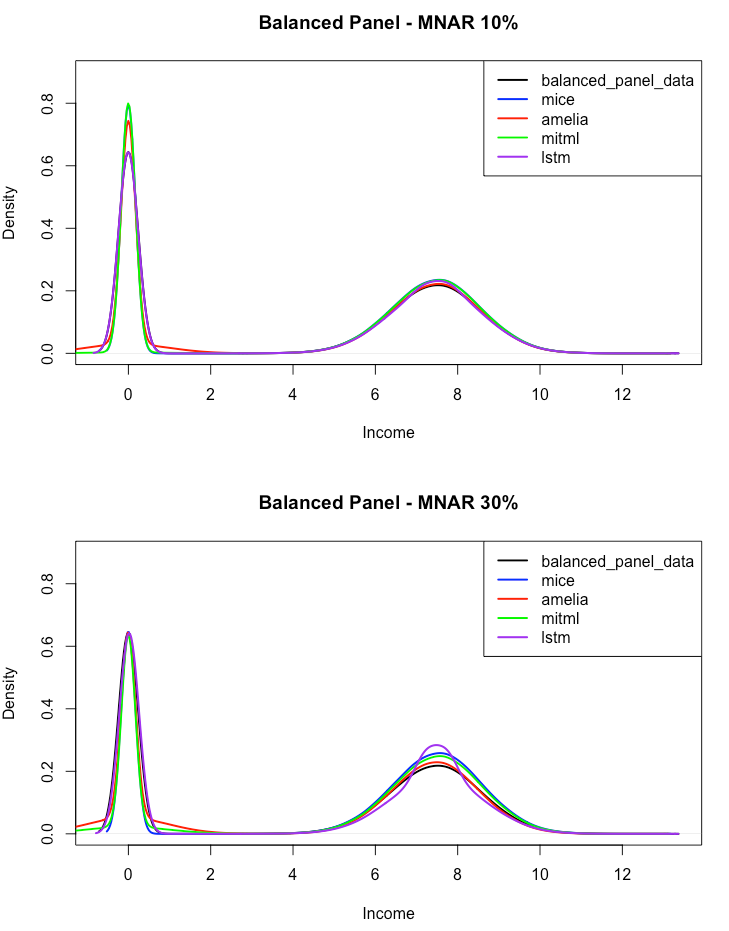 Balanced Panel - MNAR 10%
balanced_panel_data
mice
amelia
mitml
lstm
Density
0.0
0.2
0.4
0.6
0.8
0 2 4 6 8 10 12
Income
Balanced Panel - MNAR 30%
balanced_panel_data
mice
amelia
mitml
lstm
Density
0.0
0.2
0.4
0.6
0.8
0 2 4 6 8 10 12
Income